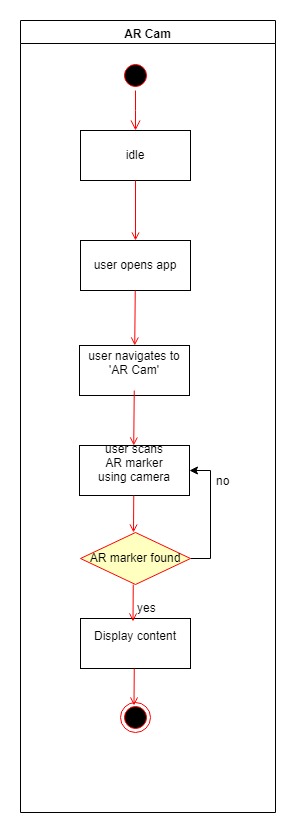 AR Cam
idle
user opens app
user navigates to
'AR Cam'
user scans
AR marker
using camera
no
AR marker found
yes
Display content